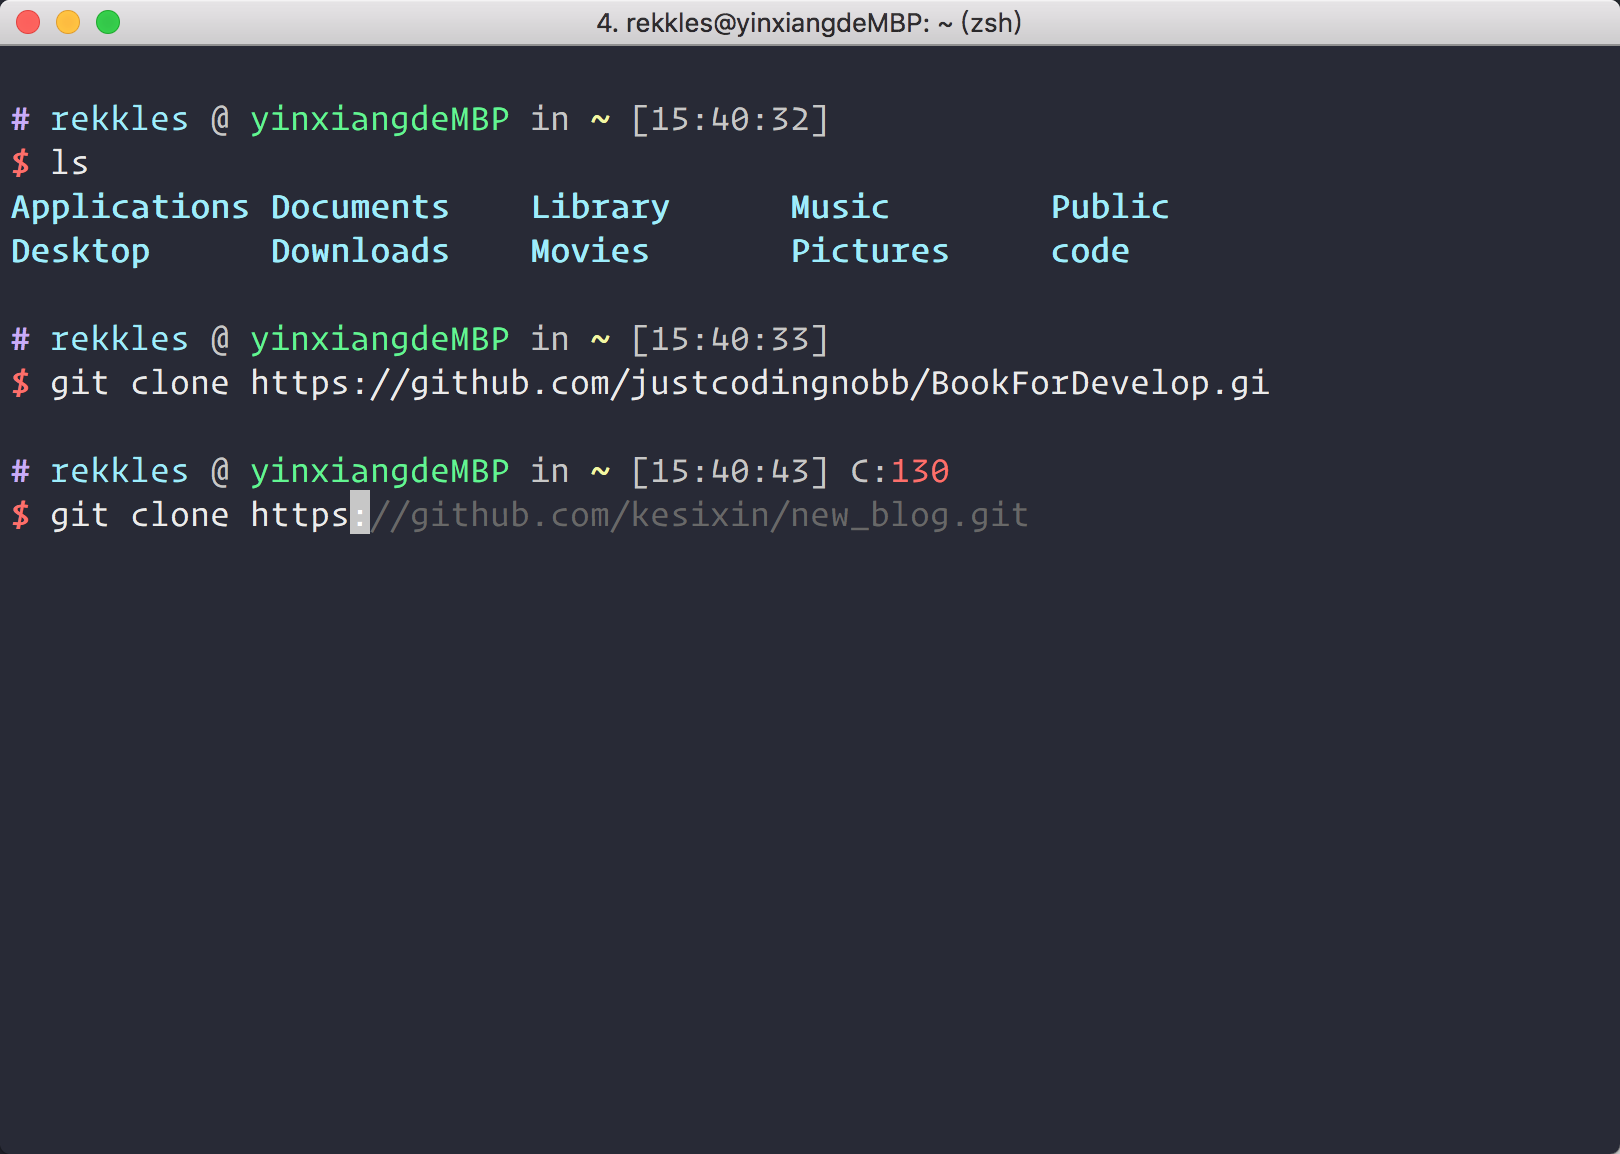 4. rekkles@yinxiangdeMBP: ~ (zsh)
# rekkles @ yinxiangdeMBP in ~ [15:40:32]
$ ls
Applications Documents Library Music Public
Desktop Downloads Movies Pictures code
# rekkles @ yinxiangdeMBP in ~ [15:40:33]
$ git clone https://github.com/justcodingnobb/BookForDevelop.gi
# rekkles @ yinxiangdeMBP in ~ [15:40:43] C:130
$ git clone https://github.com/kesixin/new_blog.git